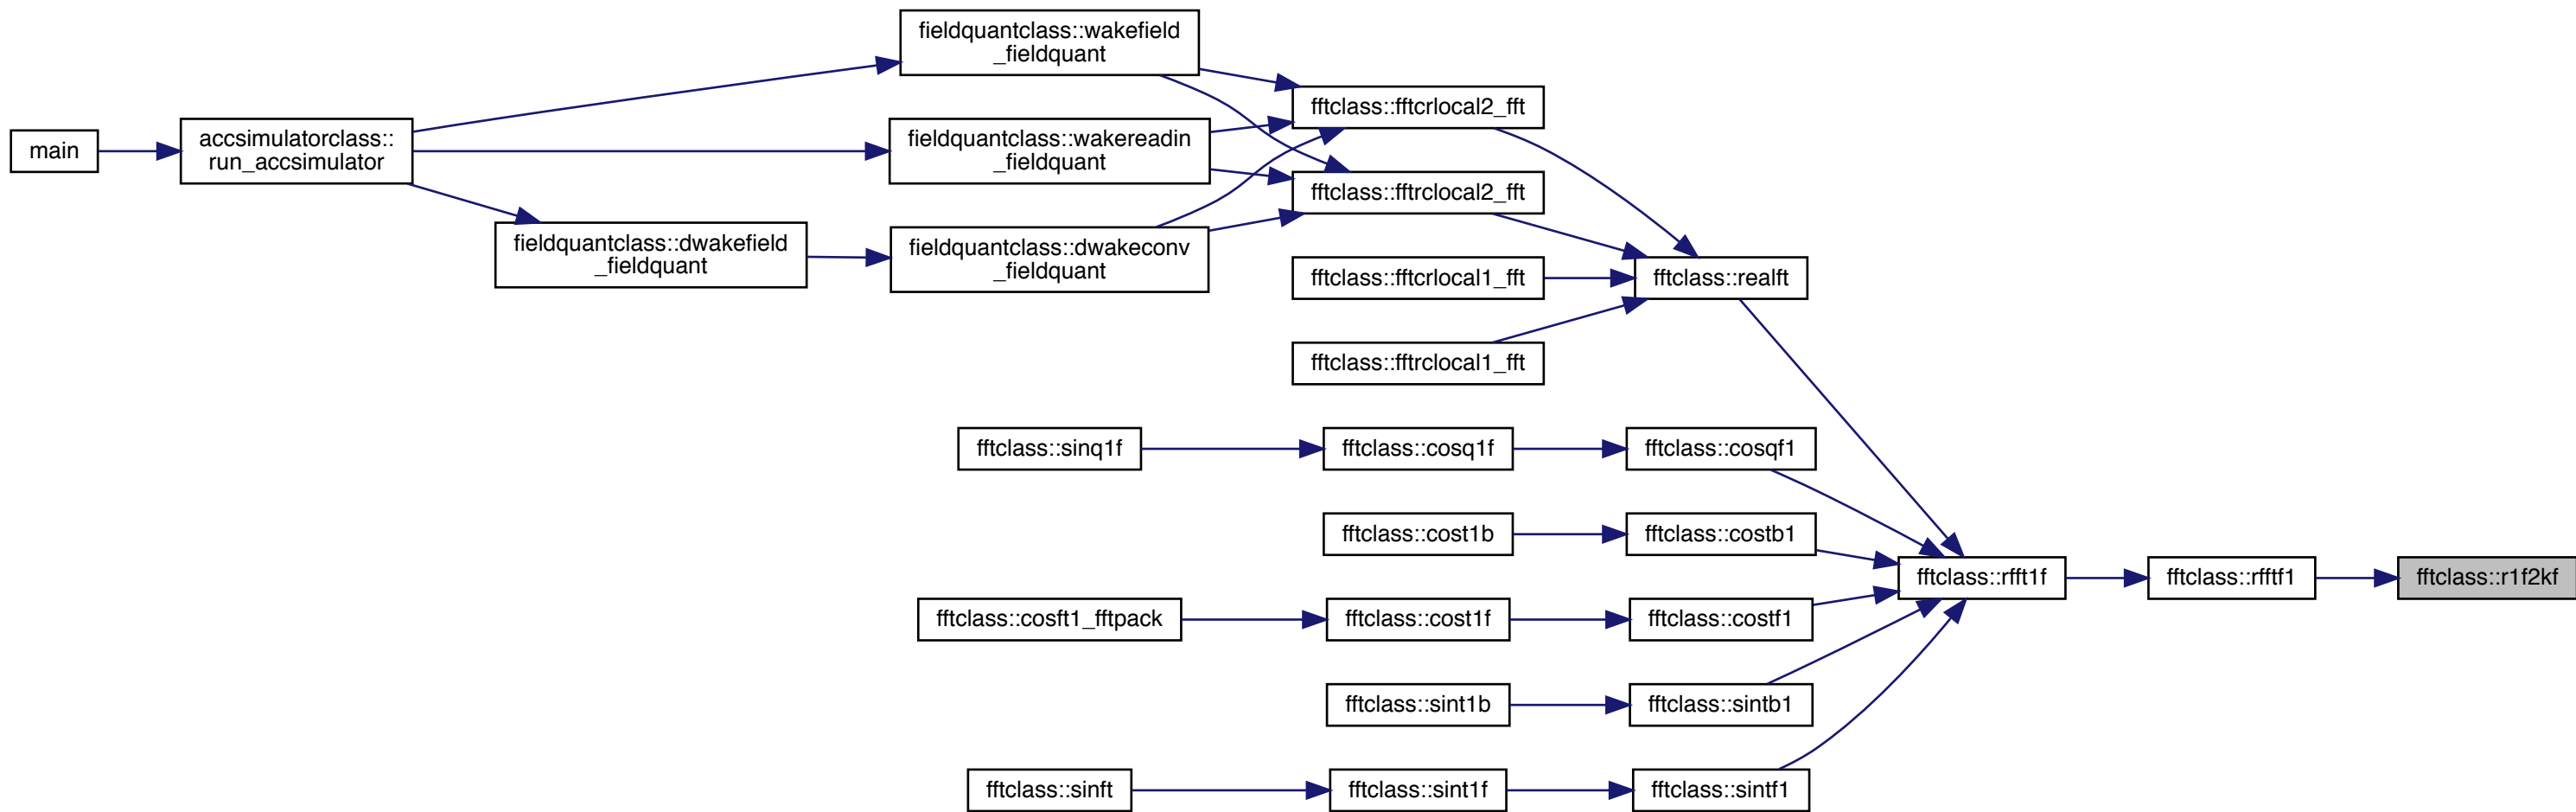 fieldquantclass::wakefield
_fieldquant
fftclass::fftcrlocal2_fft
main
accsimulatorclass::
run_accsimulator
fieldquantclass::wakereadin
_fieldquant
fftclass::fftrclocal2_fft
fieldquantclass::dwakefield
_fieldquant
fieldquantclass::dwakeconv
_fieldquant
fftclass::fftcrlocal1_fft
fftclass::realft
fftclass::fftrclocal1_fft
fftclass::sinq1f
fftclass::cosq1f
fftclass::cosqf1
fftclass::cost1b
fftclass::costb1
fftclass::rfft1f
fftclass::rfftf1
fftclass::r1f2kf
fftclass::cosft1_fftpack
fftclass::cost1f
fftclass::costf1
fftclass::sint1b
fftclass::sintb1
fftclass::sinft
fftclass::sint1f
fftclass::sintf1